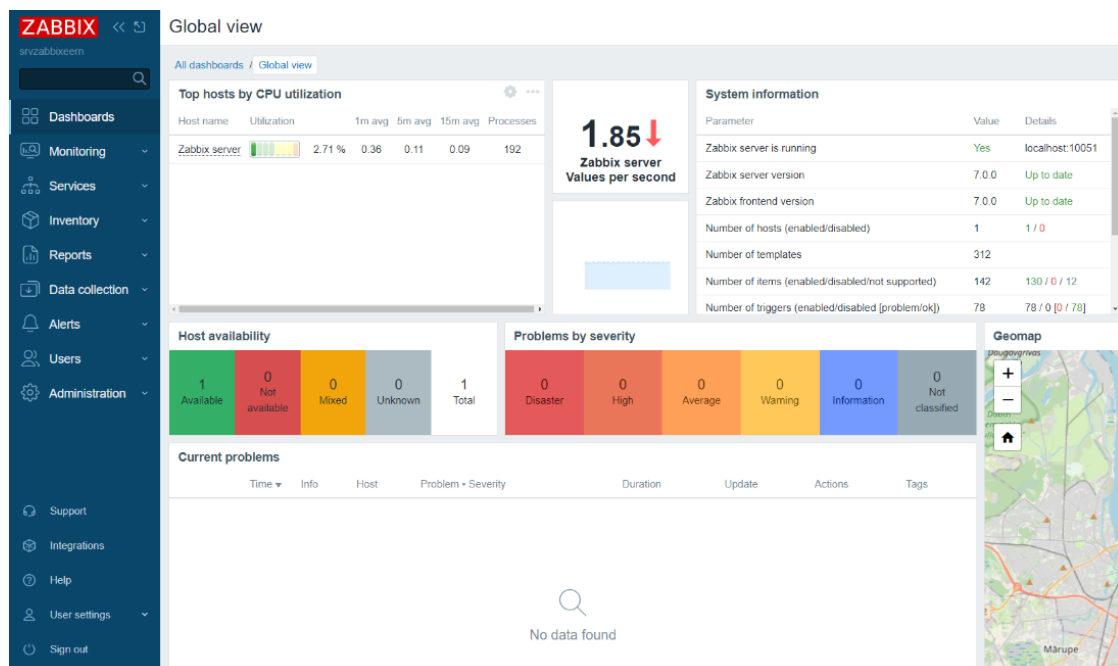 ZABBIX
srvzabbixeem
Dashboards
Monitoring
Services
Inventory
Reports
Data collection
Alerts
Users
Administration
Support
Integrations
Help
User settings
Sign out
Global view
All dashboards / Global view
Top hosts by CPU utilization
Host name Utilization 1m avg 5m avg 15m avg Processes
Zabbix server 2.71 % 0.36 0.11 0.09 192
1.85
Zabbix server
Values per second
System information
Parameter Value Details
Zabbix server is running Yes localhost:10051
Zabbix server version 7.0.0 Up to date
Zabbix frontend version 7.0.0 Up to date
Number of hosts (enabled/disabled) 1 1 / 0
Number of templates 312
Number of items (enabled/disabled/not supported) 142 130 / 0 / 12
Number of triggers (enabled/disabled [problem/ok]) 78 78 / 0 [0 / 78]
Host availability
1 Available
0 Not available
0 Mixed
0 Unknown
1 Total
Problems by severity
0 Disaster
0 High
0 Average
0 Warning
0 Information
0 Not classified
Geomap
Daugavgrīvas
+
−
Mārupe
Current problems
Time Info Host Problem • Severity Duration Update Actions Tags
No data found